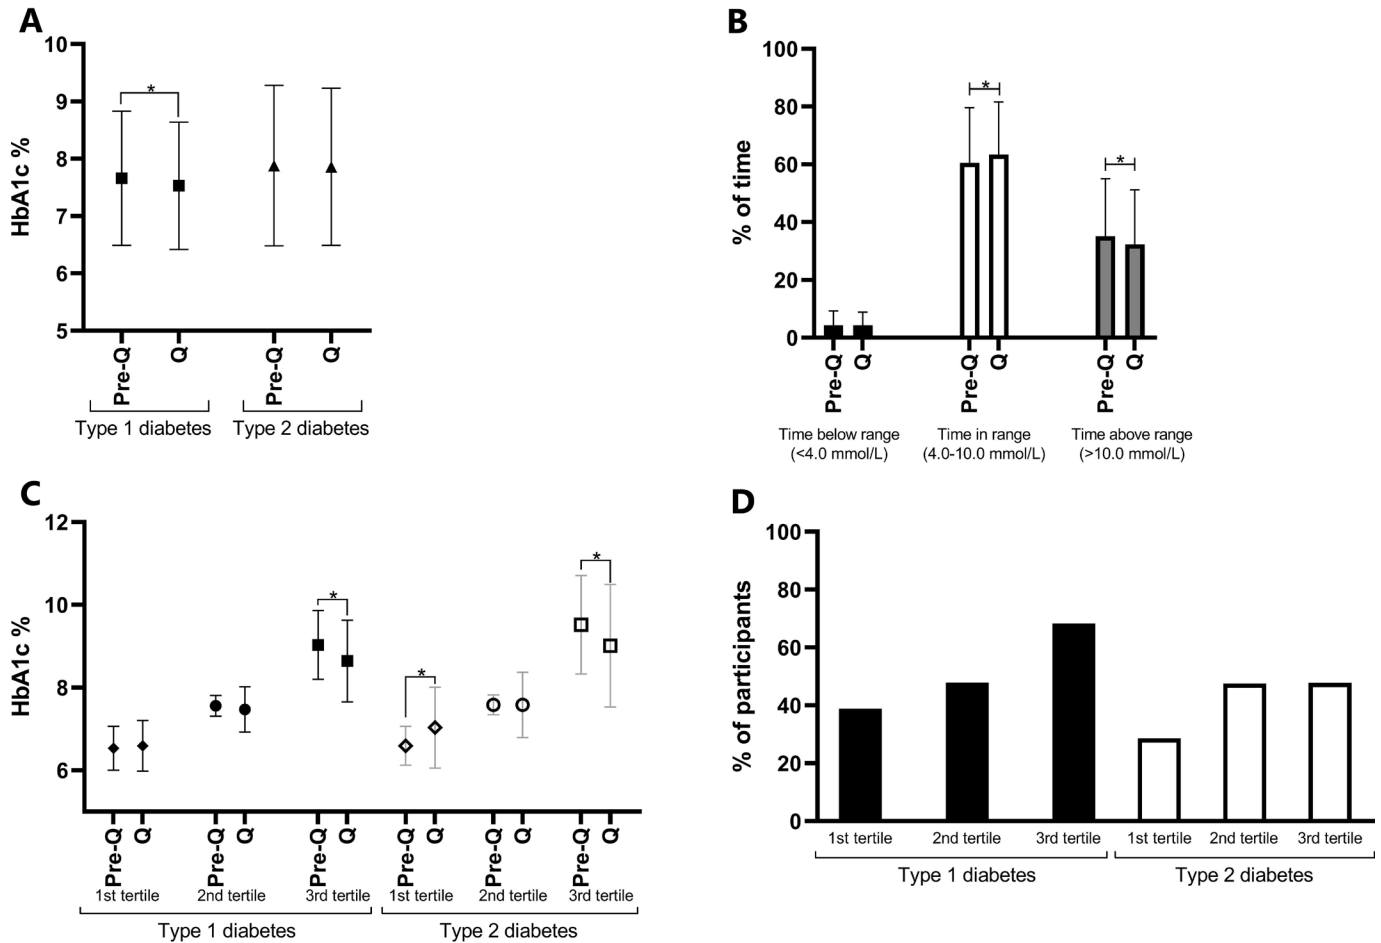 A
10
9
8
7
6
5
HbA1c %
*
Pre-Q Q Pre-Q Q
Type 1 diabetes Type 2 diabetes
B
100
80
60
40
20
0
% of time
* *
Pre-Q Q Pre-Q Q Pre-Q Q
Time below range Time in range Time above range
(<4.0 mmol/L) (4.0-10.0 mmol/L) (>10.0 mmol/L)
C
12
10
8
6
HbA1c %
* * *
Pre-Q Q Pre-Q Q Pre-Q Q Pre-Q Q Pre-Q Q Pre-Q Q
1st tertile 2nd tertile 3rd tertile 1st tertile 2nd tertile 3rd tertile
Type 1 diabetes Type 2 diabetes
D
100
80
60
40
20
0
% of participants
1st tertile 2nd tertile 3rd tertile 1st tertile 2nd tertile 3rd tertile
Type 1 diabetes Type 2 diabetes